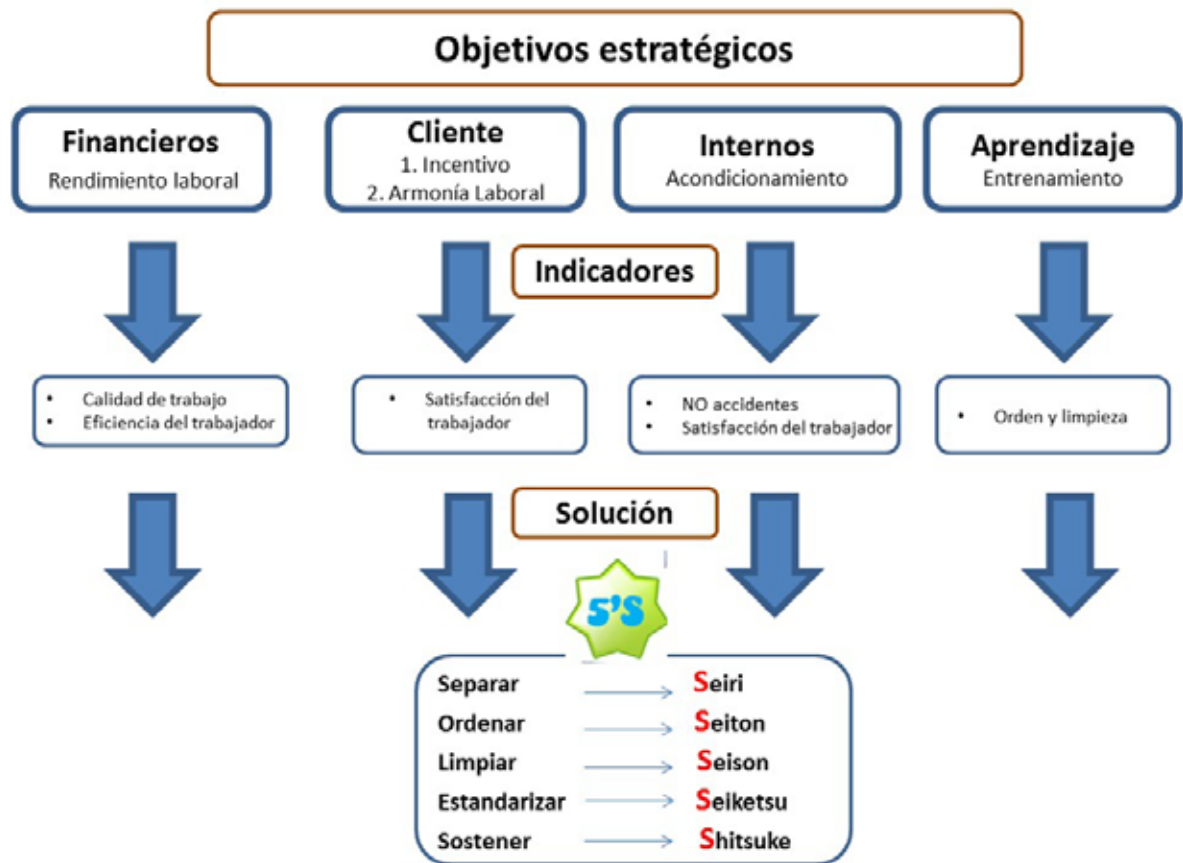 Objetivos estratégicos
Financieros
Rendimiento laboral
Cliente
1. Incentivo
2. Armonía Laboral
Internos
Acondicionamiento
Aprendizaje
Entrenamiento
Indicadores
• Calidad de trabajo
• Eficiencia del trabajador
• Satisfacción del
trabajador
• NO accidentes
• Satisfacción del trabajador
• Orden y limpieza
Solución
5'S
Separar Seiri
Ordenar Seiton
Limpiar Seison
Estandarizar Seiketsu
Sostener Shitsuke